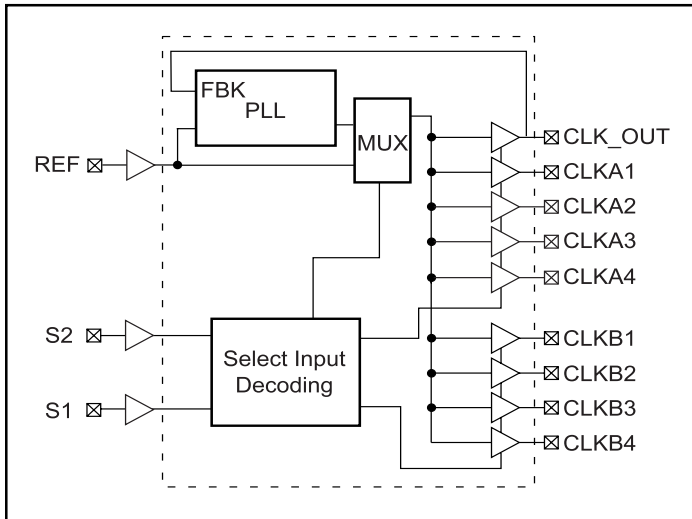 FBK
PLL
MUX
REF
S2
S1
Select Input
Decoding
CLK_OUT
CLKA1
CLKA2
CLKA3
CLKA4
CLKB1
CLKB2
CLKB3
CLKB4